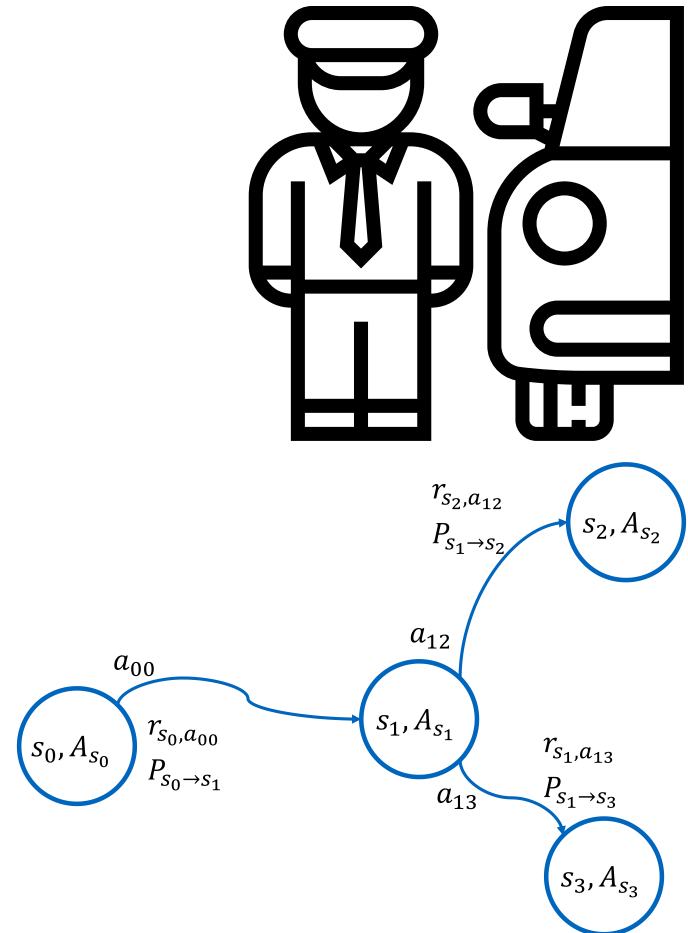 r_{s_2,a_{12}}
P_{s_1→s_2}
s_2, A_{s_2}
a_{12}
a_{00}
s_0, A_{s_0}
r_{s_0,a_{00}}
P_{s_0→s_1}
s_1, A_{s_1}
a_{13}
r_{s_1,a_{13}}
P_{s_1→s_3}
s_3, A_{s_3}